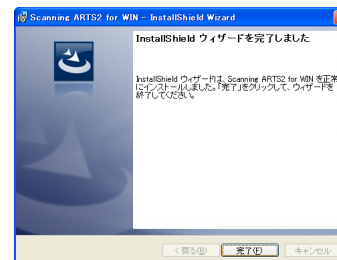 Scanning ARTS2 for WIN - InstallShield Wizard
InstallShield ウィザードを完了しました
InstallShield ウィザードは、Scanning ARTS2 for WIN を正常
にインストールしました。「完了」をクリックして、ウィザードを
終了してください。
< 戻る(B) 完了(F) キャンセル